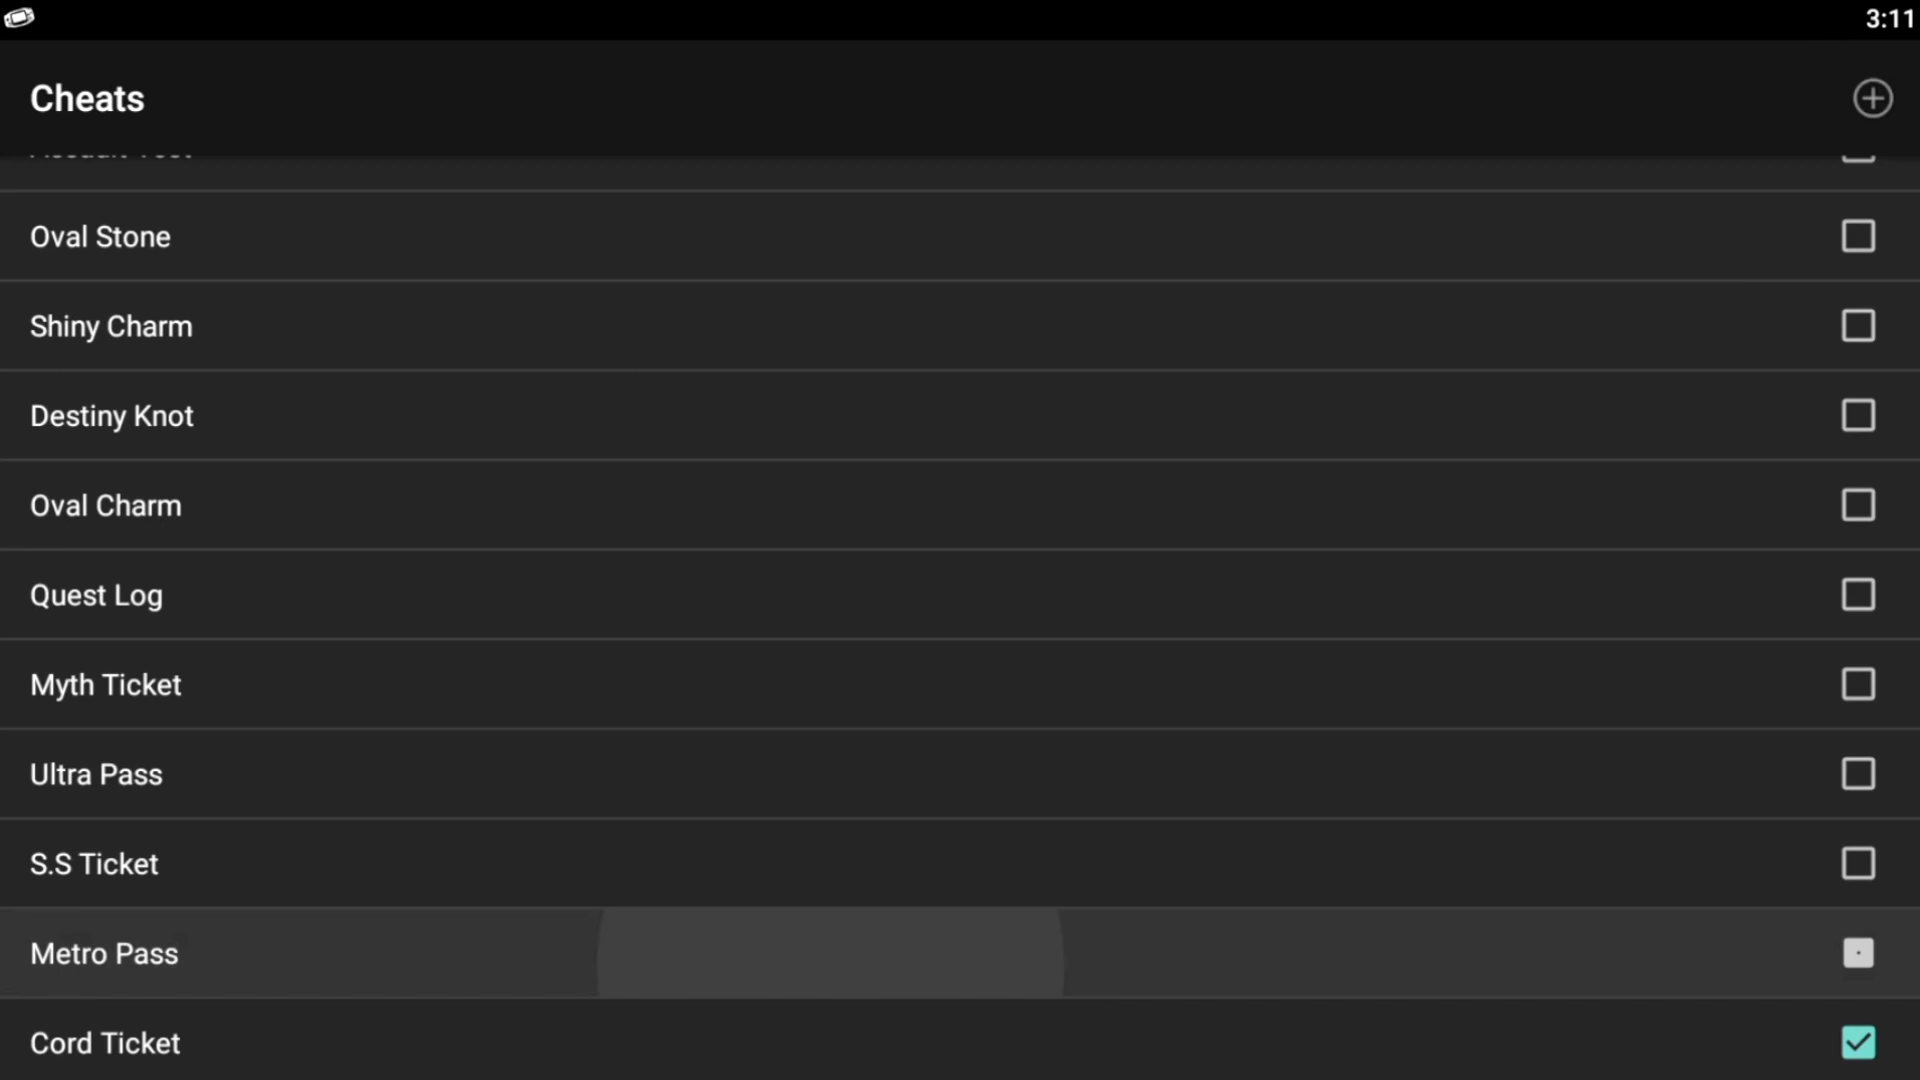 3:11
Cheats
Oval Stone
Shiny Charm
Destiny Knot
Oval Charm
Quest Log
Myth Ticket
Ultra Pass
S.S Ticket
Metro Pass
Cord Ticket